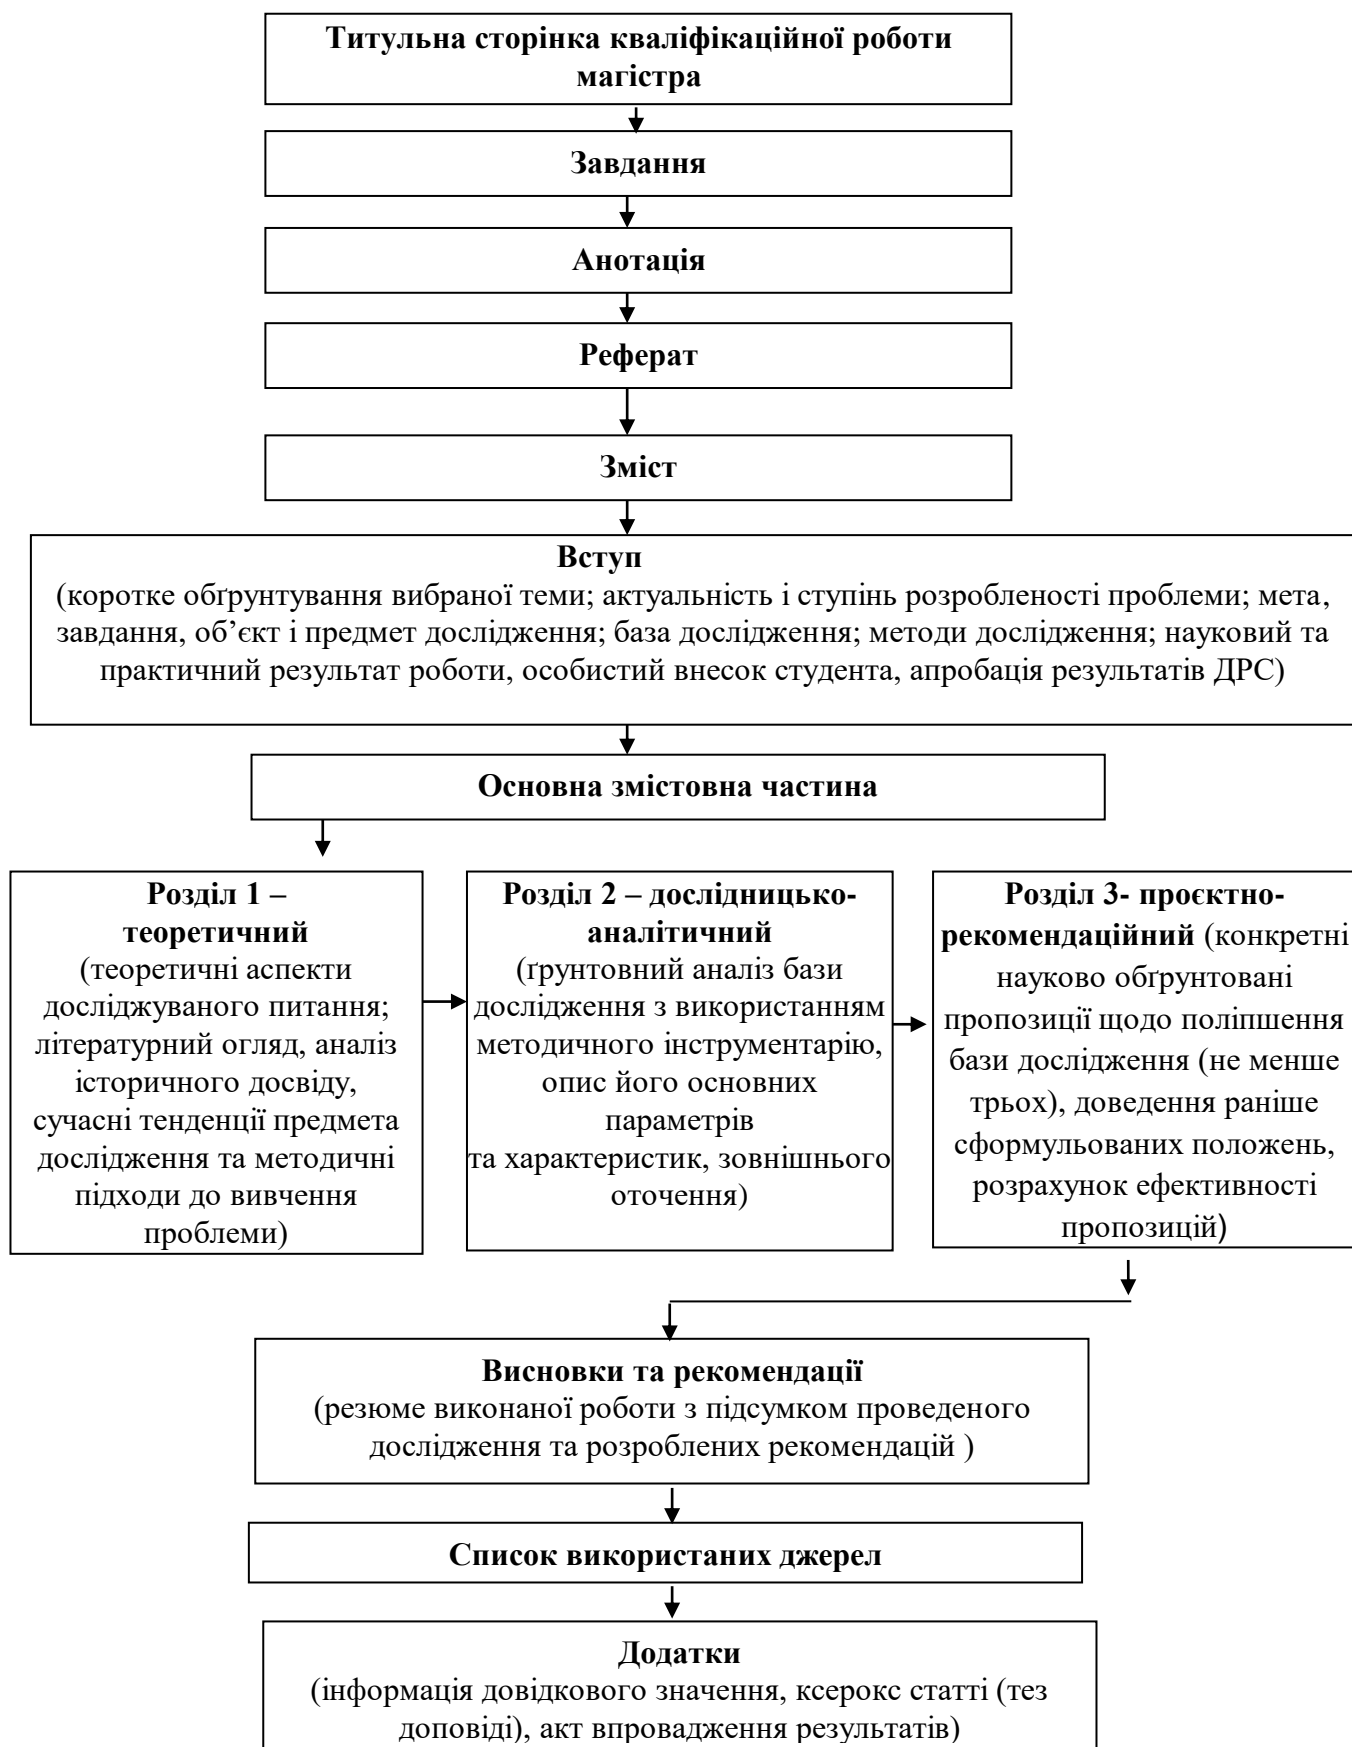 Титульна сторінка кваліфікаційної роботи
магістра
Завдання
Анотація
Реферат
Зміст
Вступ
(коротке обґрунтування вибраної теми; актуальність і ступінь розробленості проблеми; мета,
завдання, об’єкт і предмет дослідження; база дослідження; методи дослідження; науковий та
практичний результат роботи, особистий внесок студента, апробація результатів ДРС)
Основна змістовна частина
Розділ 1 –
теоретичний
(теоретичні аспекти
досліджуваного питання;
літературний огляд, аналіз
історичного досвіду,
сучасні тенденції предмета
дослідження та методичні
підходи до вивчення
проблеми)
Розділ 2 – дослідницько-
аналітичний
(ґрунтовний аналіз бази
дослідження з використанням
методичного інструментарію,
опис його основних
параметрів
та характеристик, зовнішнього
оточення)
Розділ 3- проєктно-
рекомендаційний (конкретні
науково обґрунтовані
пропозиції щодо поліпшення
бази дослідження (не менше
трьох), доведення раніше
сформульованих положень,
розрахунок ефективності
пропозицій)
Висновки та рекомендації
(резюме виконаної роботи з підсумком проведеного
дослідження та розроблених рекомендацій )
Список використаних джерел
Додатки
(інформація довідкового значення, ксерокс статті (тез
доповіді), акт впровадження результатів)